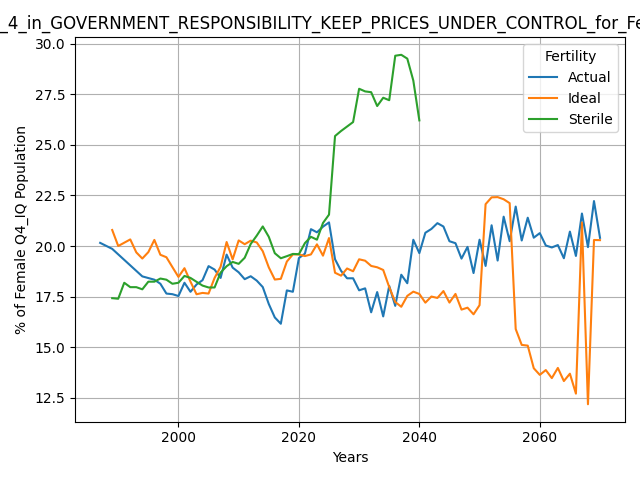 _4_in_GOVERNMENT_RESPONSIBILITY_KEEP_PRICES_UNDER_CONTROL_for_Fe
30.0
27.5
25.0
22.5
20.0
17.5
15.0
12.5
% of Female Q4_IQ Population
Fertility
Actual
Ideal
Sterile
2000
2020
2040
2060
Years